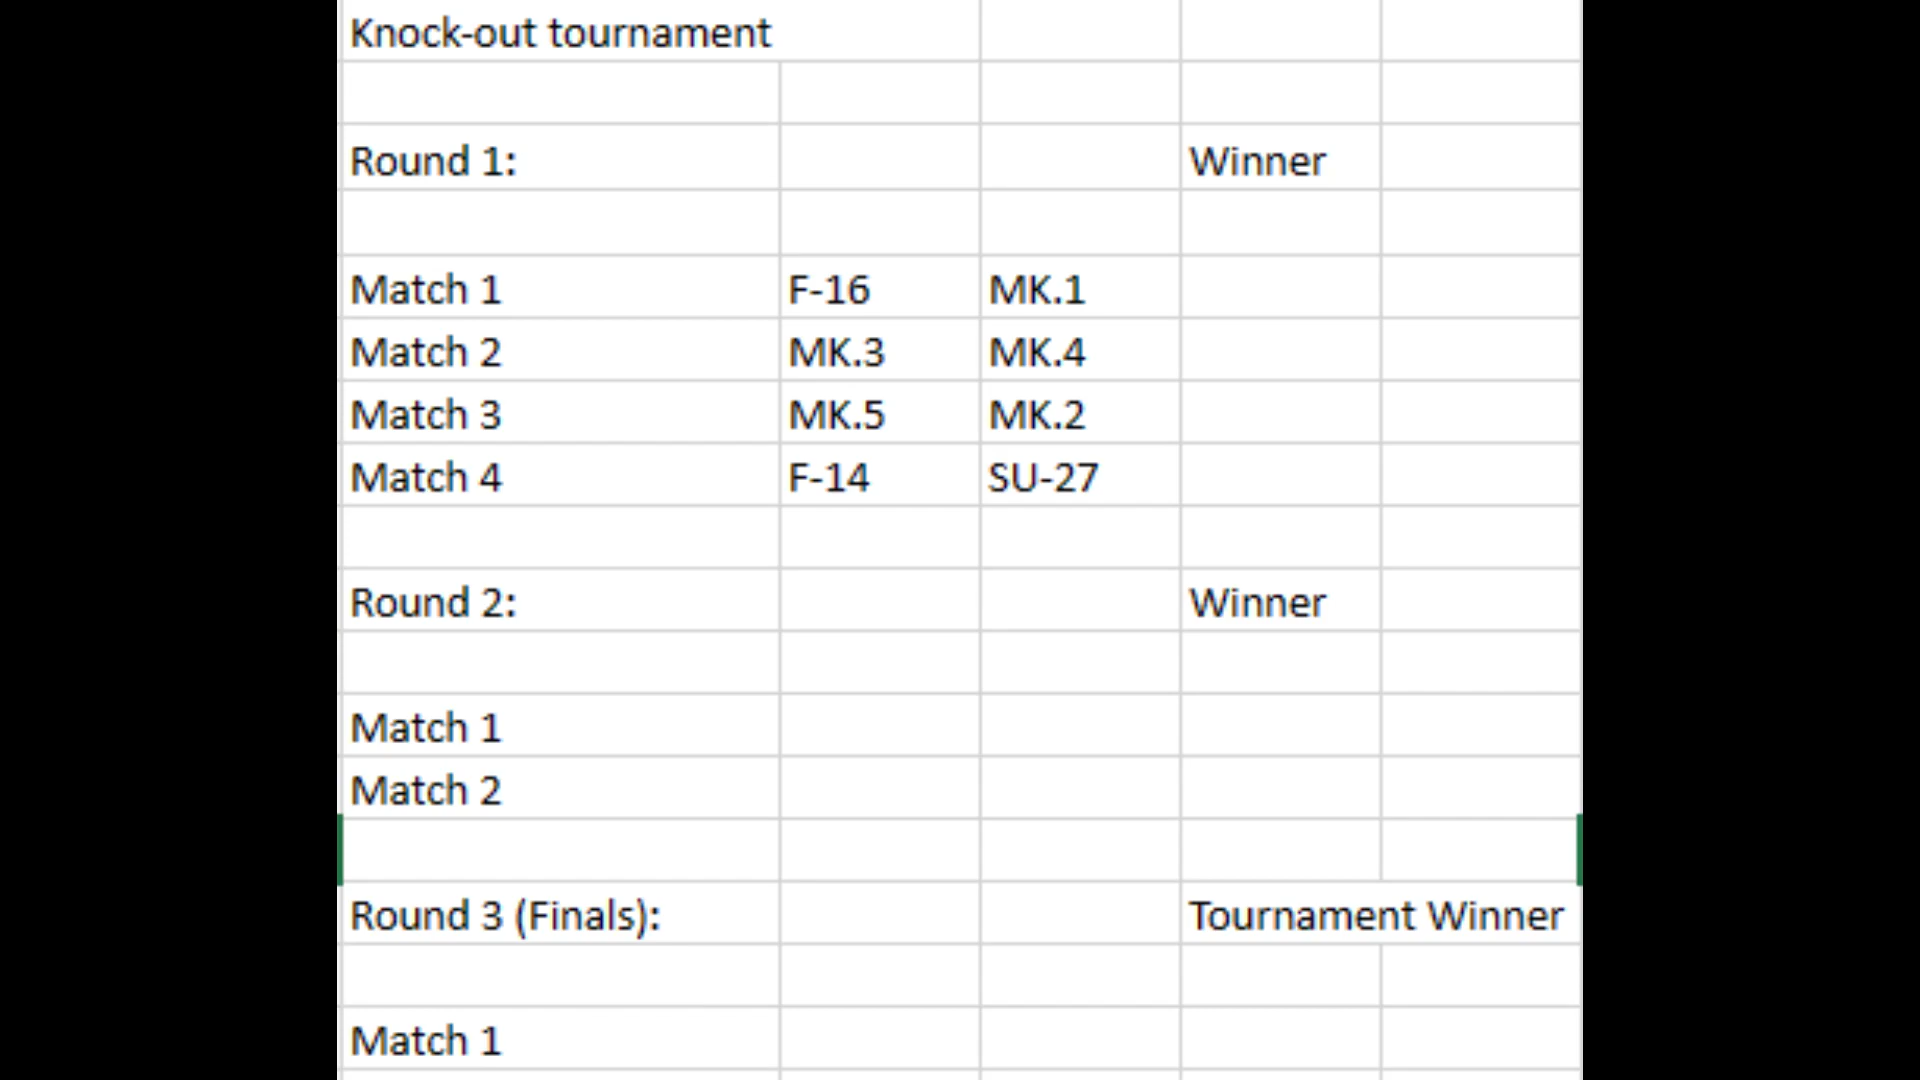 Knock-out tournament
Round 1: Winner
Match 1 F-16 MK.1
Match 2 MK.3 MK.4
Match 3 MK.5 MK.2
Match 4 F-14 SU-27
Round 2: Winner
Match 1
Match 2
Round 3 (Finals): Tournament Winner
Match 1